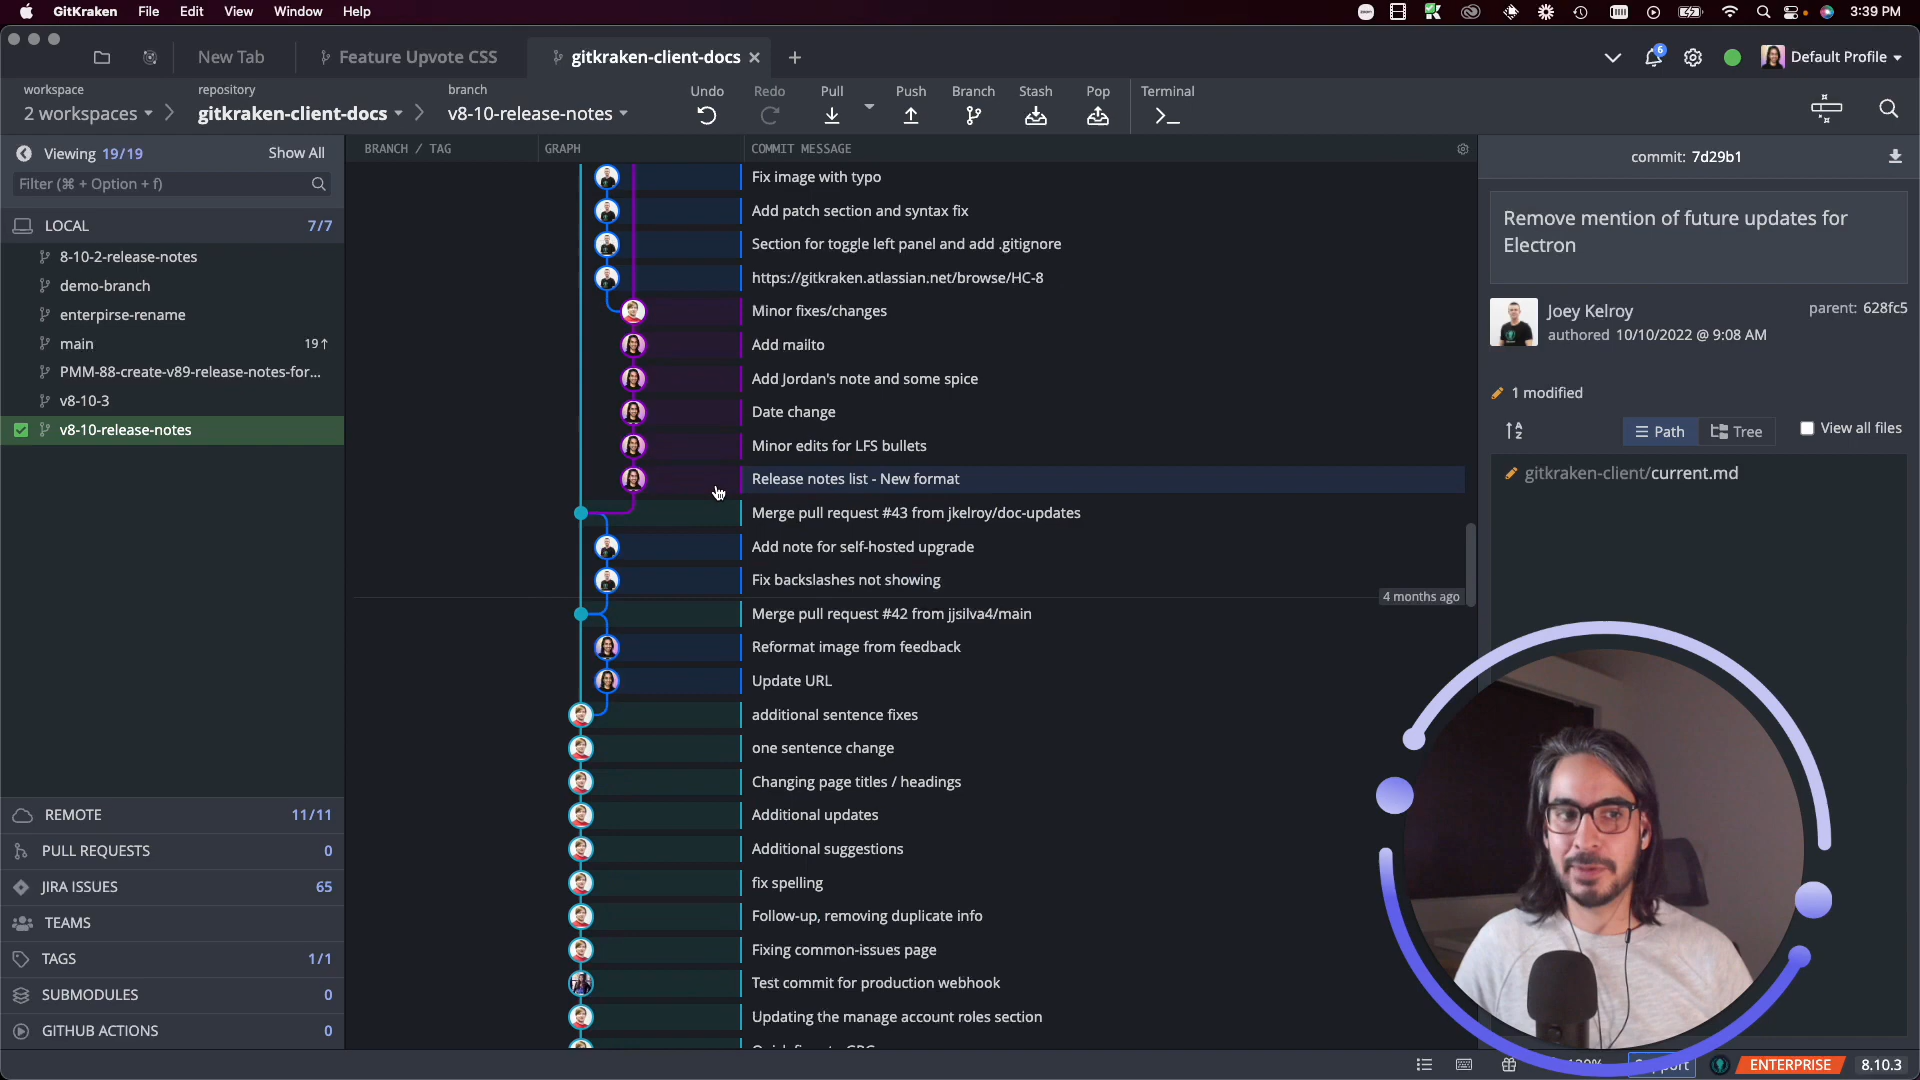 GitKraken File Edit View Window Help 3:39 PM
New Tab Feature Upvote CSS gitkraken-client-docs 6 Default Profile
workspace repository branch
2 workspaces gitkraken-client-docs v8-10-release-notes
Undo Redo Pull Push Branch Stash Pop Terminal
Viewing 19/19 Show All
Filter (⌘ + Option + f)
LOCAL 7/7
8-10-2-release-notes
demo-branch
enterpirse-rename
main 19↑
PMM-88-create-v89-release-notes-for...
v8-10-3
v8-10-release-notes
REMOTE 11/11
PULL REQUESTS 0
JIRA ISSUES 65
TEAMS
TAGS 1/1
SUBMODULES 0
GITHUB ACTIONS 0
BRANCH / TAG GRAPH COMMIT MESSAGE
Fix image with typo
Add patch section and syntax fix
Section for toggle left panel and add .gitignore
https://gitkraken.atlassian.net/browse/HC-8
Minor fixes/changes
Add mailto
Add Jordan's note and some spice
Date change
Minor edits for LFS bullets
Release notes list - New format
Merge pull request #43 from jkelroy/doc-updates
Add note for self-hosted upgrade
Fix backslashes not showing
4 months ago
Merge pull request #42 from jjsilva4/main
Reformat image from feedback
Update URL
additional sentence fixes
one sentence change
Changing page titles / headings
Additional updates
Additional suggestions
fix spelling
Follow-up, removing duplicate info
Fixing common-issues page
Test commit for production webhook
Updating the manage account roles section
commit: 7d29b1
Remove mention of future updates for
Electron
Joey Kelroy parent: 628fc5
authored 10/10/2022 @ 9:08 AM
1 modified
Path Tree View all files
gitkraken-client/current.md
ENTERPRISE 8.10.3